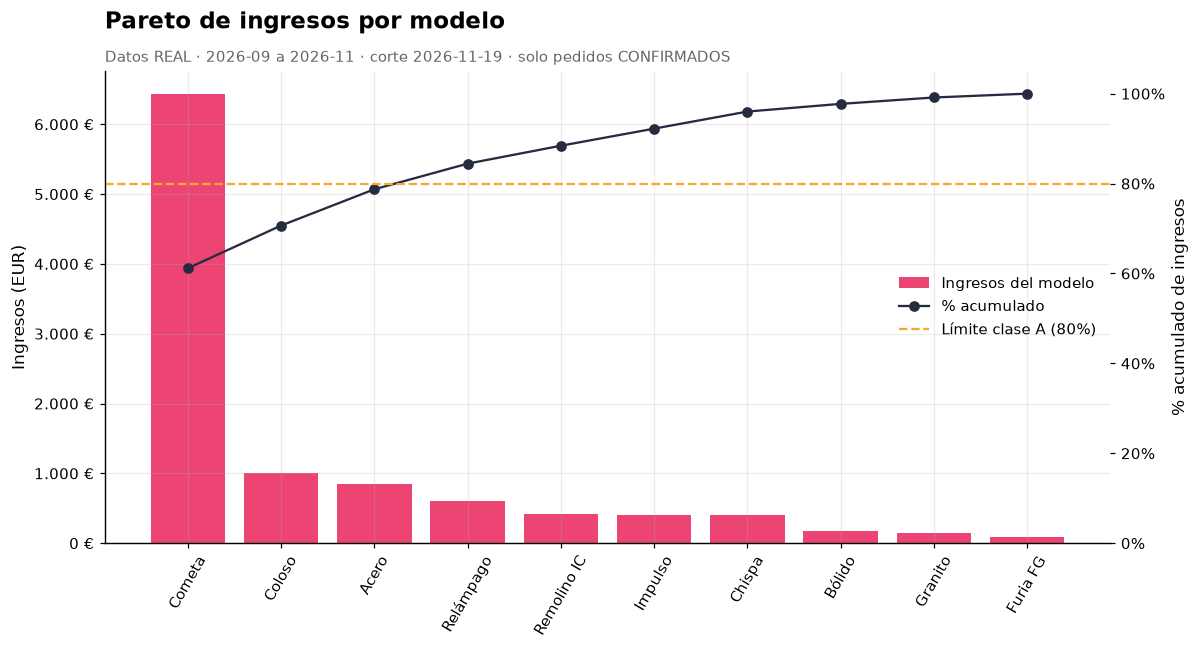 Pareto de ingresos por modelo
Datos REAL · 2026-09 a 2026-11 · corte 2026-11-19 · solo pedidos CONFIRMADOS
Ingresos (EUR)
6.000 €
5.000 €
4.000 €
3.000 €
2.000 €
1.000 €
0 €
100%
80%
60%
40%
20%
0%
% acumulado de ingresos
Ingresos del modelo
% acumulado
Límite clase A (80%)
Cometa
Coloso
Acero
Relámpago
Remolino IC
Impulso
Chispa
Bólido
Granito
Furia FG